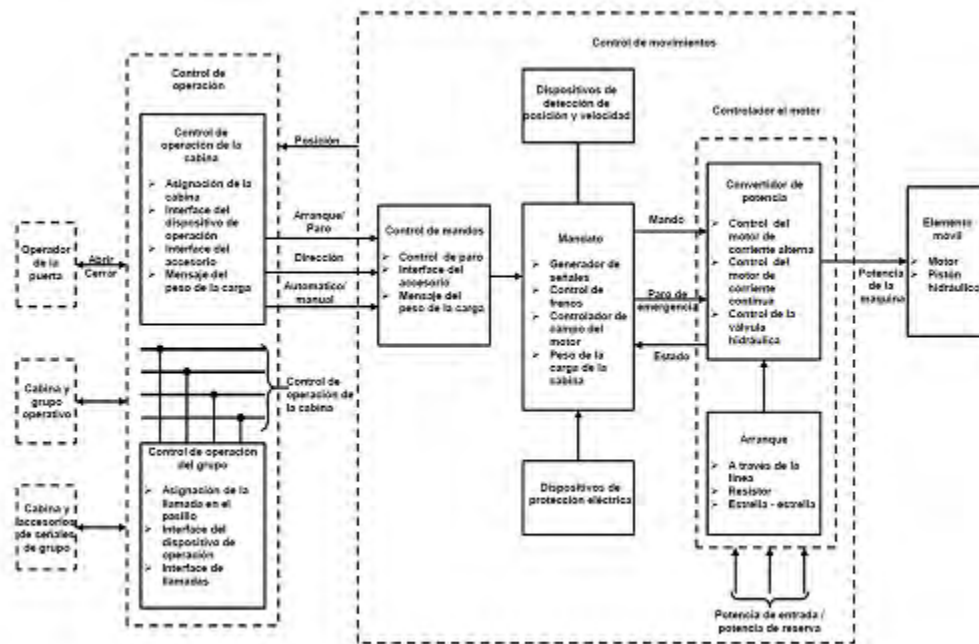 Control de movimientos
Control de
operación
Control de
operación de la
cabina
Asignación de la
cabina
Interface del
dispositivo de
operación
Interface del
accesorio
Mensaje del
peso de la carga
Operador
de la
puerta
Abrir
Cerrar
Cabina y
grupo
operativo
Cabina y
accesorios
de señales
de grupo
Control de
operación de
la cabina
Control de operación
del grupo
Asignación de la
llamada en el
pasillo
Interface del
dispositivo de
operación
Interface de
llamadas
Posición
Arranque/
Paro
Dirección
Automatico/
manual
Control de mandos
Control de paro
Interface del
accesorio
Mensaje del
peso de la carga
Dispositivos de
detección de
posición y velocidad
Mandato
Generador de
señales
Control de
frenos
Controlador de
campo del
motor
Peso de la
carga de la
cabina
Dispositivos de
protección eléctrica
Mando
Paro de
emergencia
Estado
Controlador el motor
Convertidor de
potencia
Control del
motor de
corriente alterna
Control del
motor de
corriente
continua
Control de la
válvula
hidráulica
Arranque
A través de la
línea
Resistor
Estrella - estrella
Potencia de entrada /
potencia de reserva
Potencia
de la
maquina
Elemento
móvil
Motor
Pistón
hidráulico